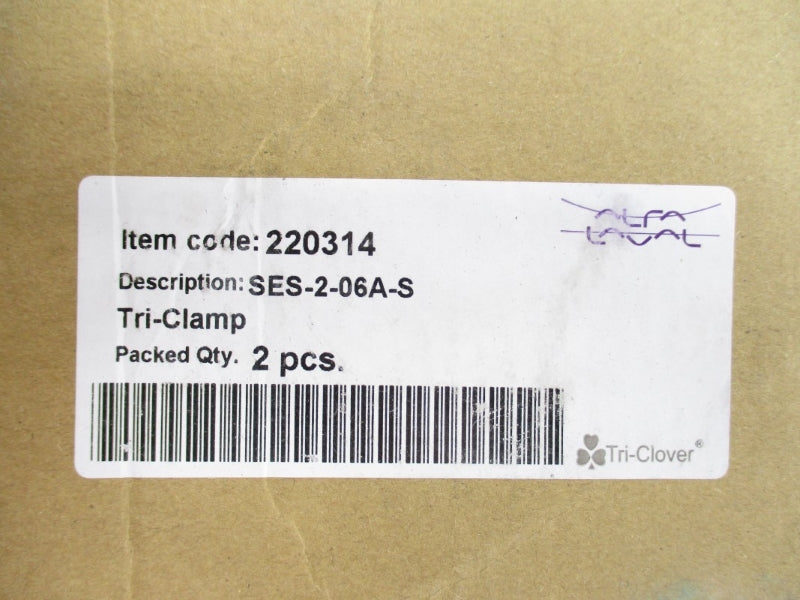 ALFA
LAVAL
Item code: 220314
Description: SES-2-06A-S
Tri-Clamp
Packed Qty. 2 pcs.
Tri-Clover®